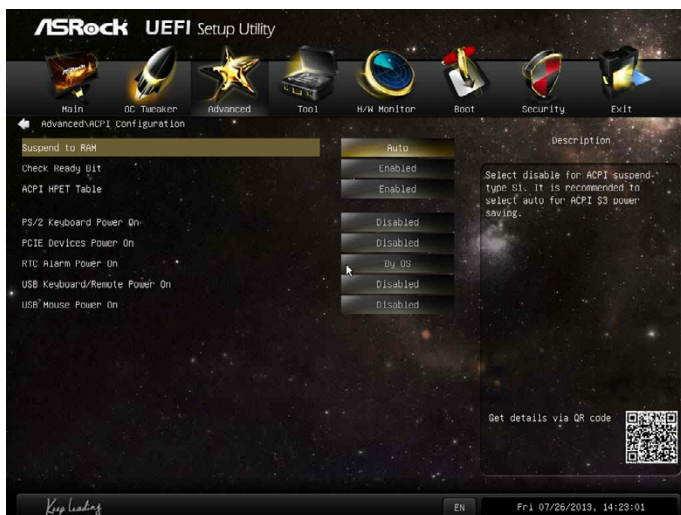 ASRock UEFI Setup Utility
Main OC Tweaker Advanced Tool H/W Monitor Boot Security Exit
Advanced\ACPI Configuration
Description
Suspend to RAM Auto
Check Ready Bit Enabled
ACPI HPET Table Enabled
PS/2 Keyboard Power On Disabled
PCIE Devices Power On Disabled
RTC Alarm Power On By OS
USB Keyboard/Remote Power On Disabled
USB Mouse Power On Disabled
Select disable for ACPI suspend
type S1. It is recommended to
select auto for ACPI S3 power
saving.
Get details via QR code
Keep Leading
EN
Fri 07/26/2013, 14:23:01